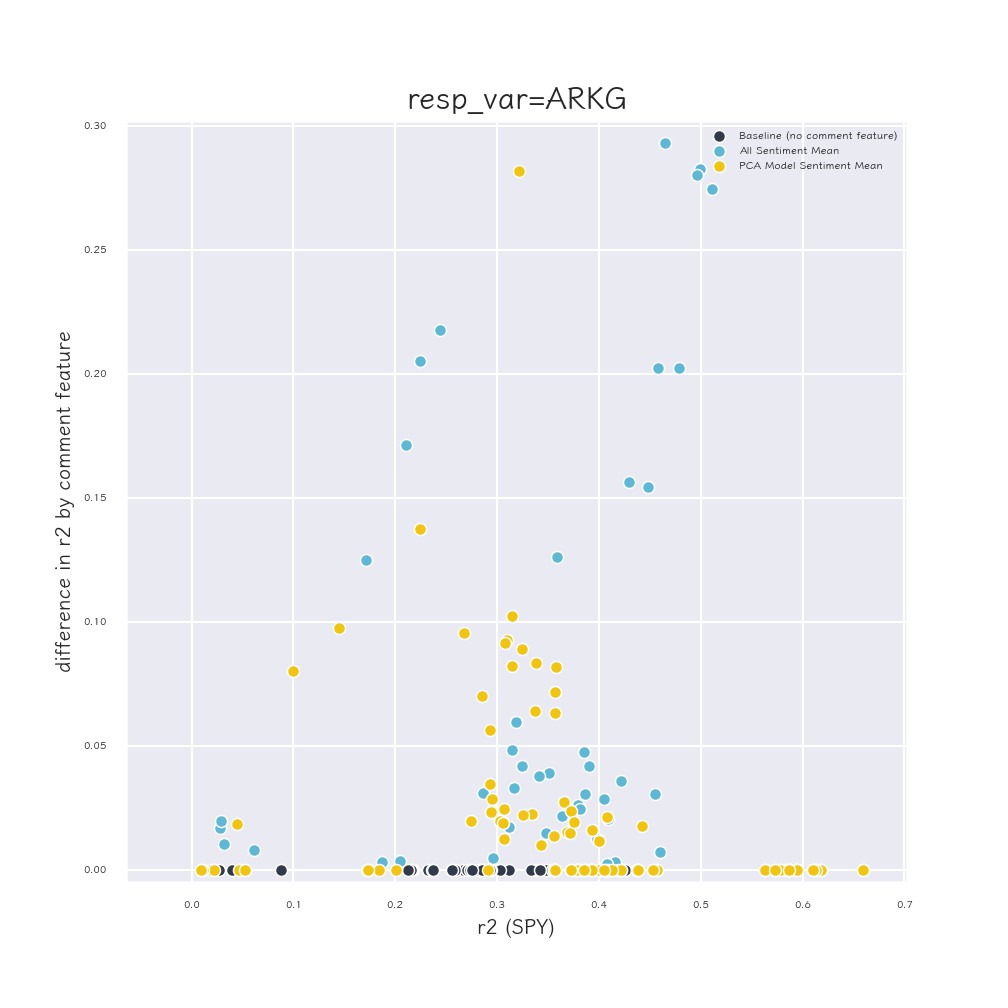 resp_var=ARKG
Baseline (no comment feature)
All Sentiment Mean
PCA Model Sentiment Mean
0.30
0.25
0.20
0.15
0.10
0.05
0.00
difference in r2 by comment feature
0.0 0.1 0.2 0.3 0.4 0.5 0.6 0.7
r2 (SPY)